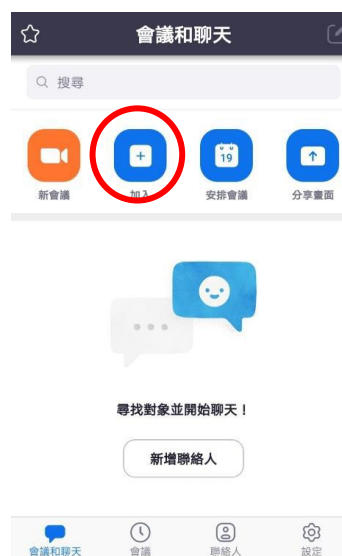 會議和聊天
搜尋
19
新會議 加入 安排會議 分享畫面
尋找對象並開始聊天！
新增聯絡人
會議和聊天 會議 聯絡人 設定